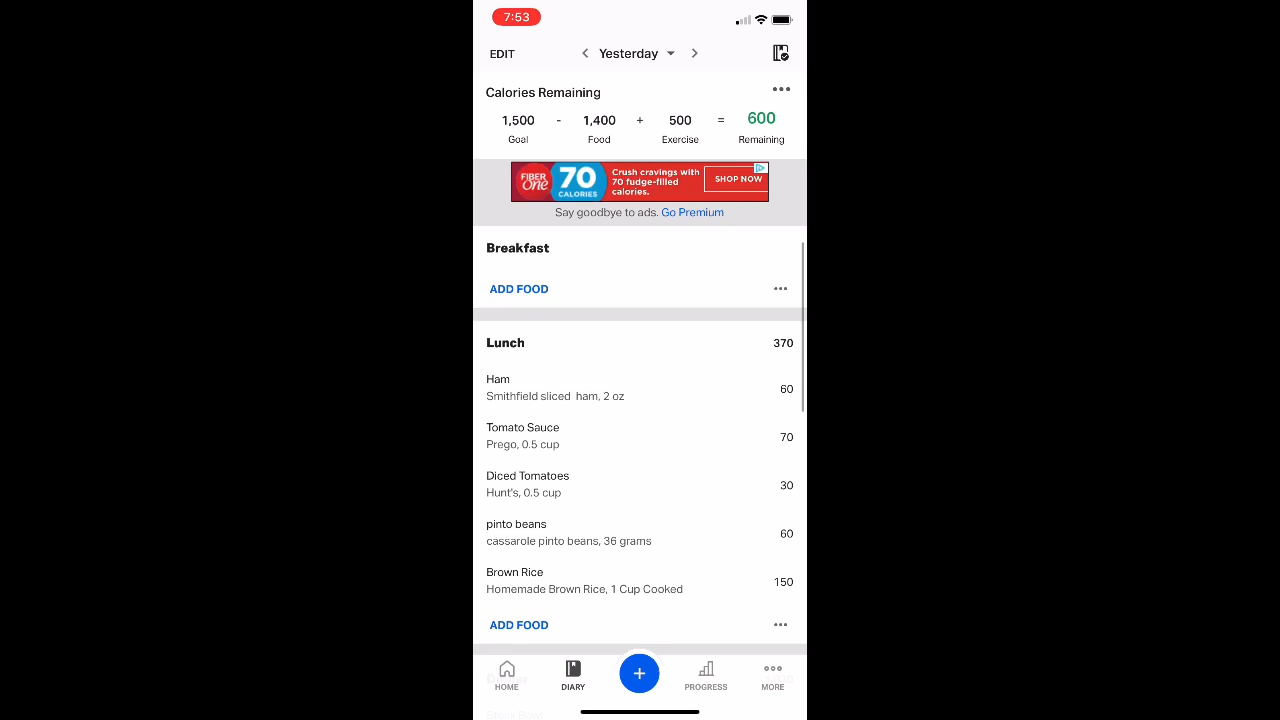 7:53
EDIT
Yesterday
Calories Remaining
1,500 - 1,400 + 500 = 600
Goal Food Exercise Remaining
FIBER One 70 CALORIES Crush cravings with 70 fudge-filled calories. SHOP NOW
Say goodbye to ads. Go Premium
Breakfast
ADD FOOD
Lunch 370
Ham
Smithfield sliced ham, 2 oz 60
Tomato Sauce
Prego, 0.5 cup 70
Diced Tomatoes
Hunt's, 0.5 cup 30
pinto beans
cassarole pinto beans, 36 grams 60
Brown Rice
Homemade Brown Rice, 1 Cup Cooked 150
ADD FOOD
HOME DIARY + PROGRESS MORE